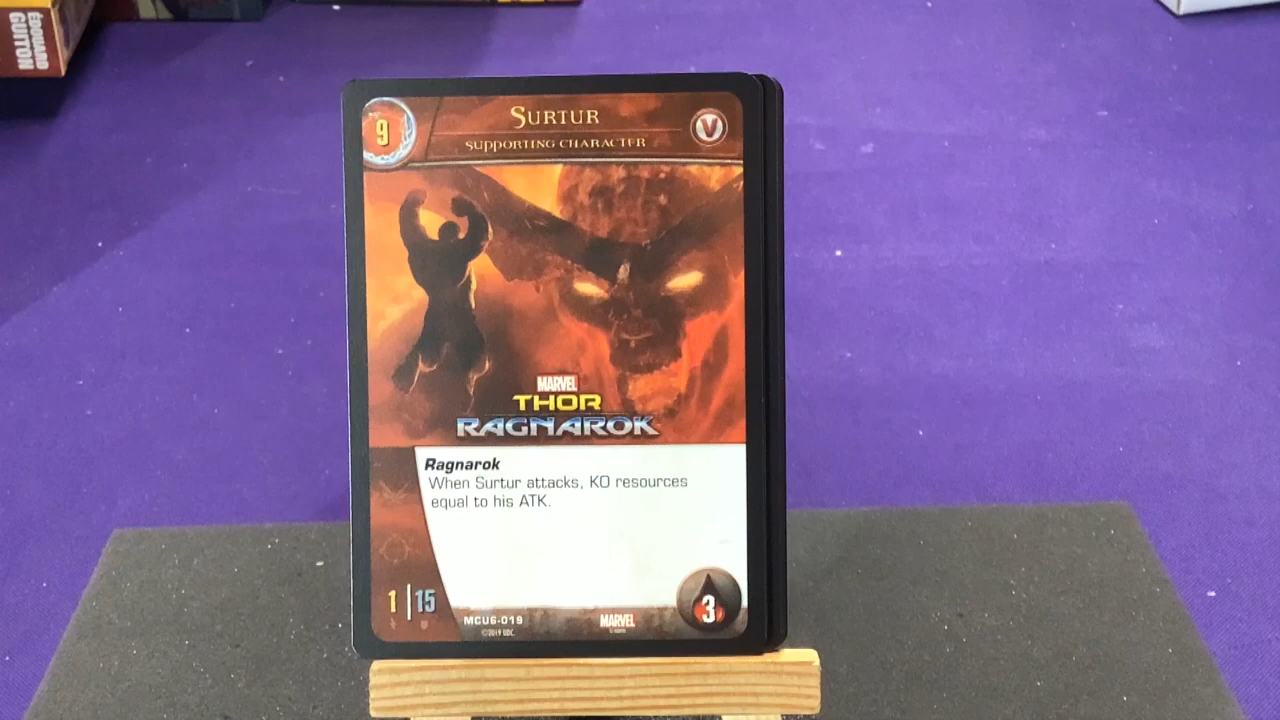 ÉDOUARD
GUITON
9
SURTUR
SUPPORTING CHARACTER
V
MARVEL
THOR
RAGNAROK
Ragnarok
When Surtur attacks, KO resources
equal to his ATK.
1 | 15
3
MCU6-019
©2019 UDC.
MARVEL